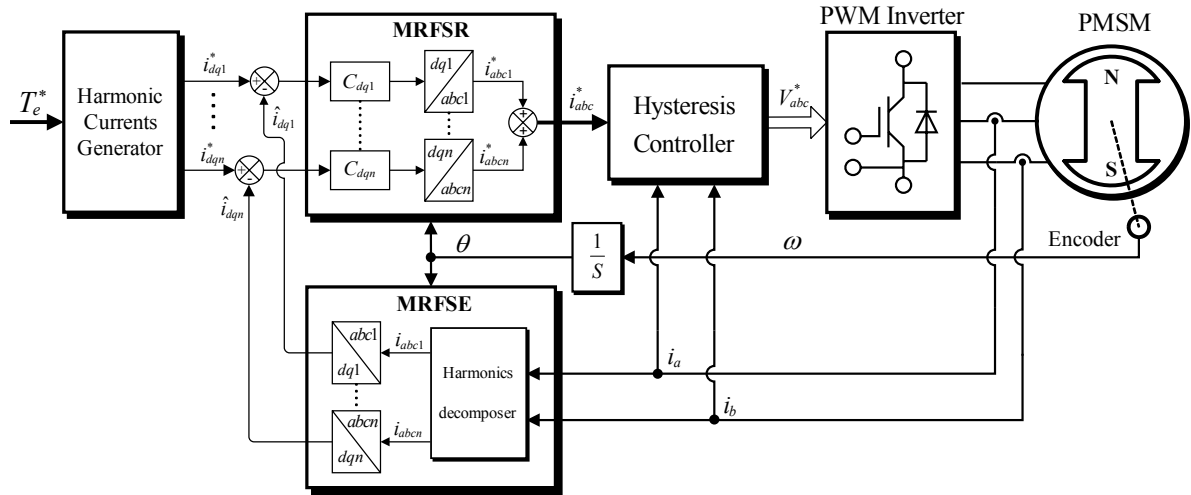 MRFSR
PWM Inverter
PMSM
T_e^*
Harmonic
Currents
Generator
i_{dq1}^*
i_{dqn}^*
+
-
+
-
\hat{i}_{dq1}
\hat{i}_{dqn}
C_{dq1}
C_{dqn}
dq1
abc1
dqn
abcn
i_{abc1}^*
i_{abcn}^*
+
+
i_{abc}^*
Hysteresis
Controller
V_{abc}^*
N
S
Encoder
θ
1
S
ω
MRFSE
abc1
dq1
abcn
dqn
i_{abc1}
i_{abcn}
Harmonics
decomposer
i_a
i_b